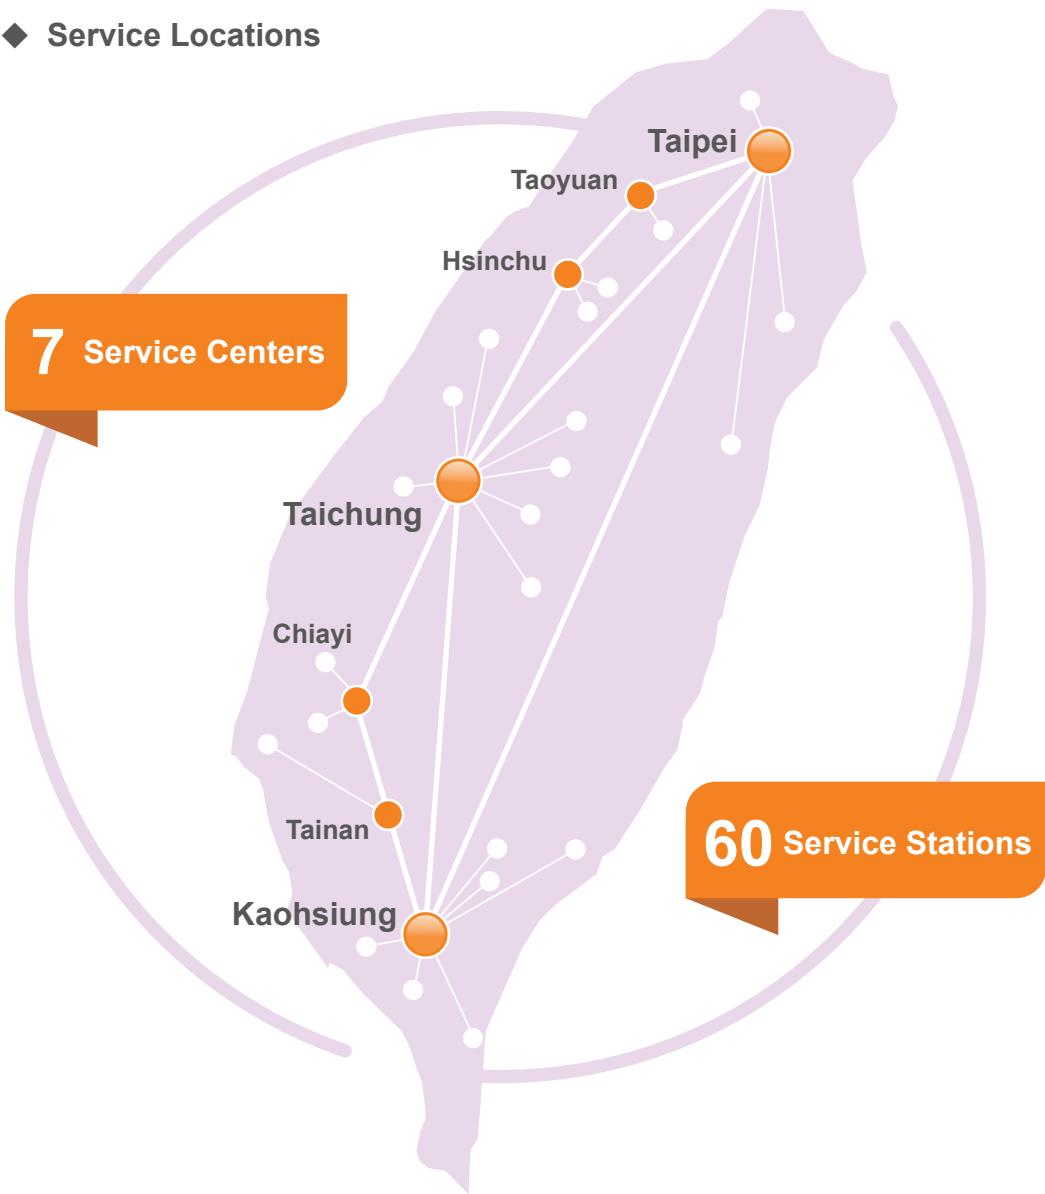 Service Locations
Taipei
Taoyuan
Hsinchu
7 Service Centers
Taichung
Chiayi
Tainan
60 Service Stations
Kaohsiung